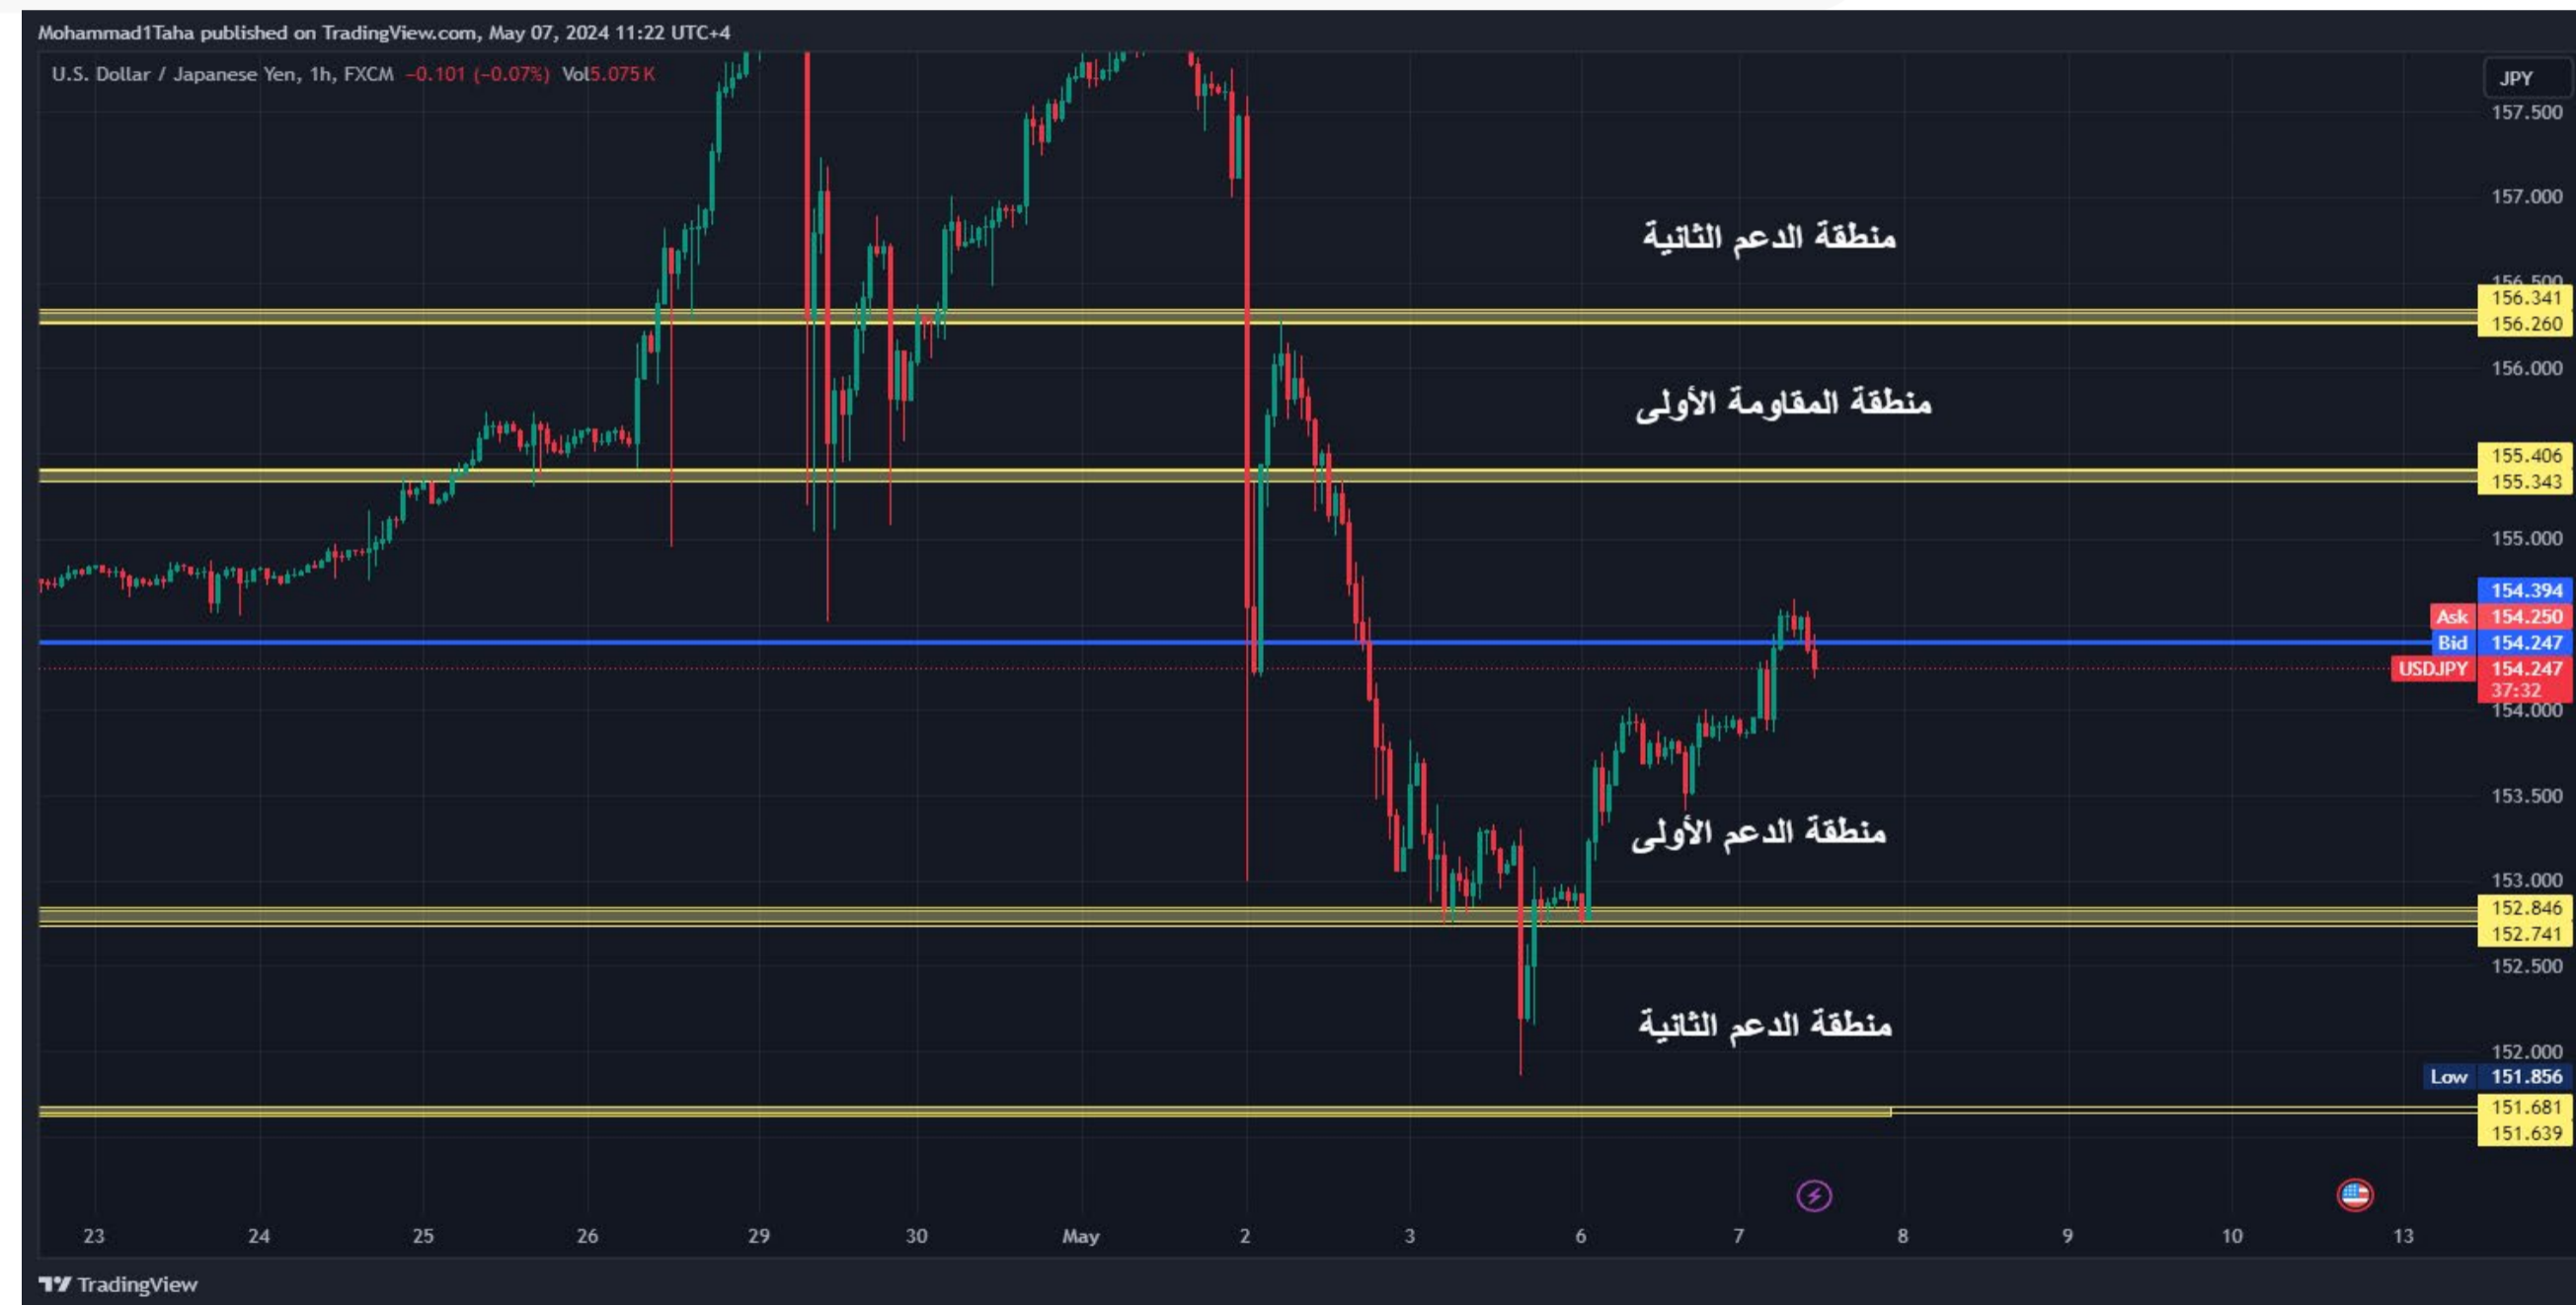 Mohammad1Taha published on TradingView.com, May 07, 2024 11:22 UTC+4
U.S. Dollar / Japanese Yen, 1h, FXCM −0.101 (−0.07%) Vol5.075 K
JPY
157.500
157.000
منطقة الدعم الثانية
156.500
156.341
156.260
156.000
منطقة المقاومة الأولى
155.406
155.343
155.000
154.394
Ask 154.250
Bid 154.247
USDJPY 154.247
37:32
154.000
153.500
منطقة الدعم الأولى
153.000
152.846
152.741
152.500
منطقة الدعم الثانية
152.000
Low 151.856
151.681
151.639
23 24 25 26 29 30 May 2 3 6 7 8 9 10 13
TradingView